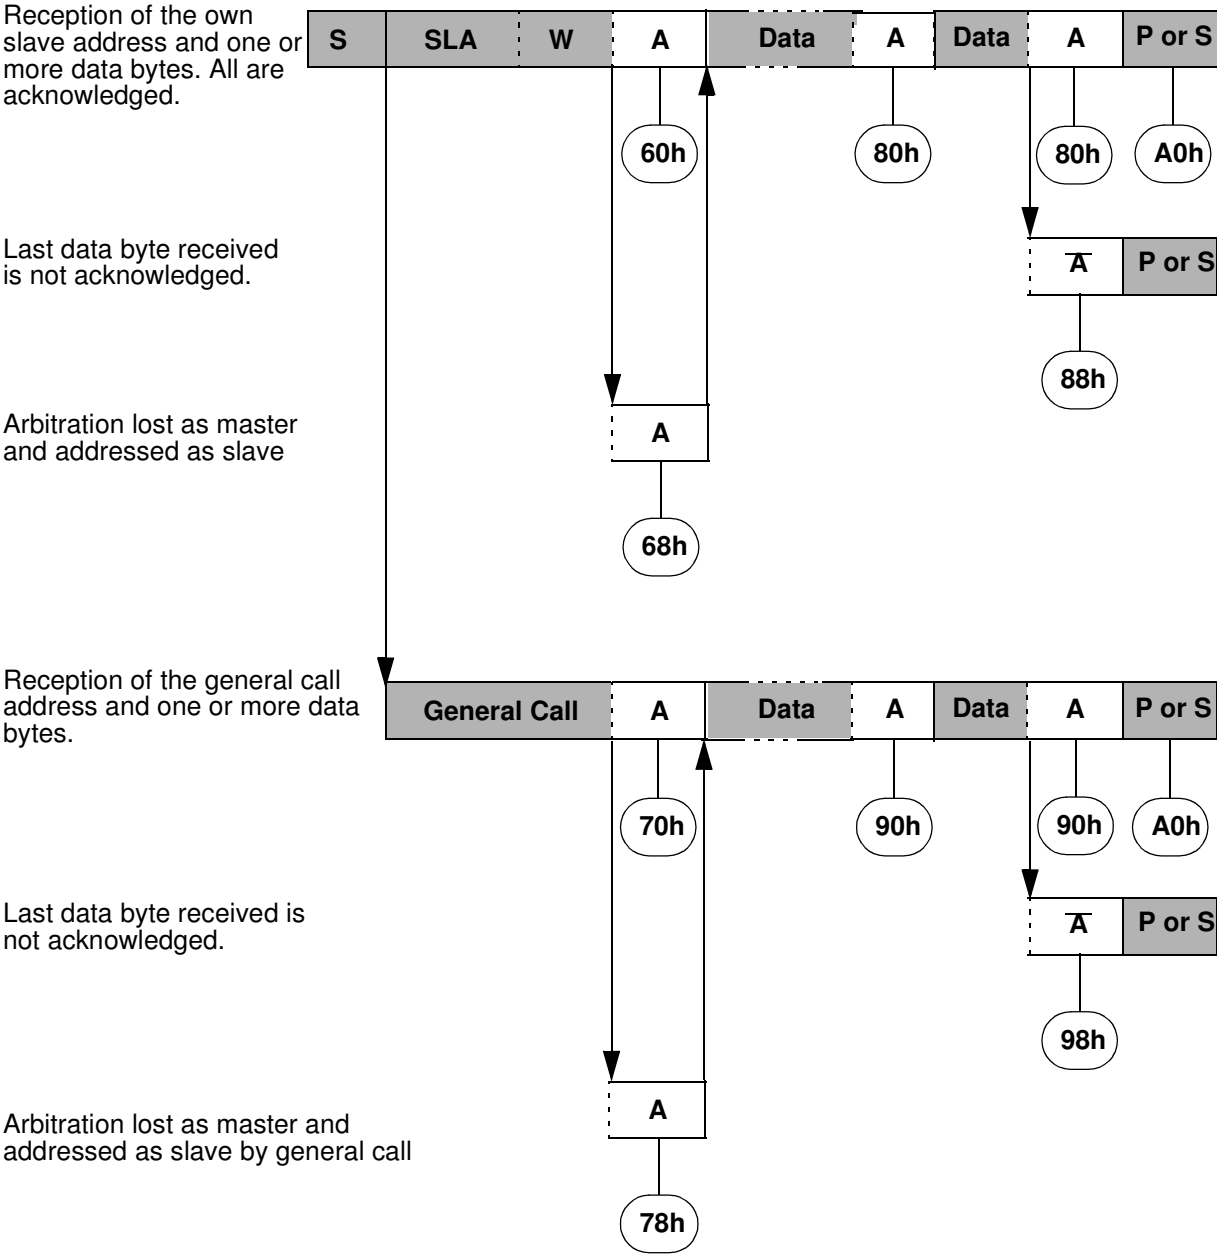 Reception of the own
slave address and one or
more data bytes. All are
acknowledged.
S SLA W A Data A Data A P or S
60h 80h 80h A0h
Last data byte received
is not acknowledged.
A̅ P or S
88h
Arbitration lost as master
and addressed as slave
A
68h
Reception of the general call
address and one or more data
bytes.
General Call A Data A Data A P or S
70h 90h 90h A0h
Last data byte received is
not acknowledged.
A̅ P or S
98h
Arbitration lost as master and
addressed as slave by general call
A
78h